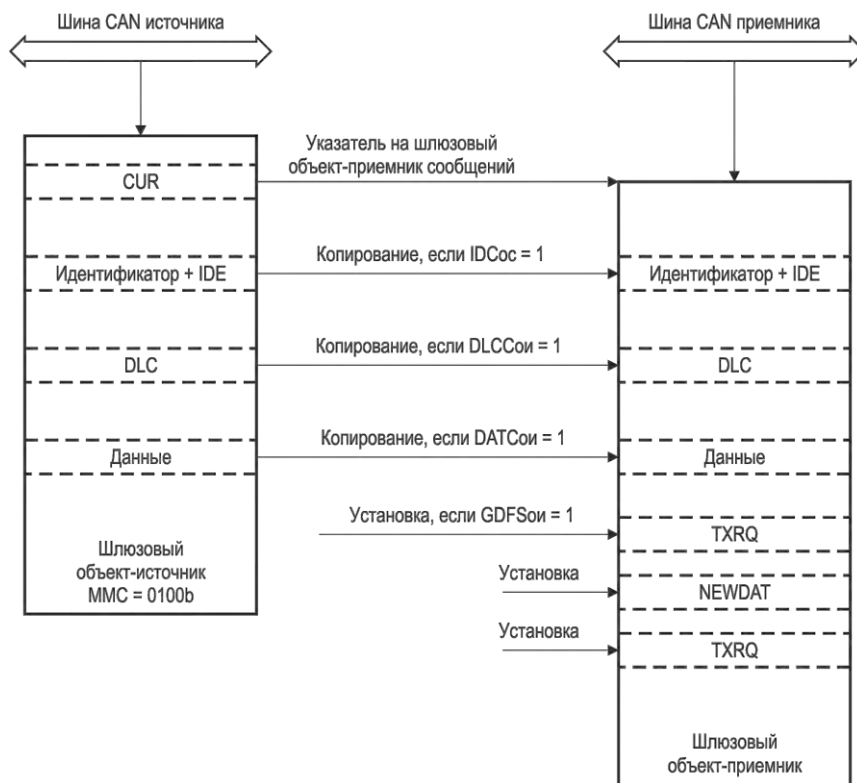 Шина CAN источника
Шина CAN приемника
Указатель на шлюзовый
объект-приемник сообщений
CUR
Идентификатор + IDE
Копирование, если IDCос = 1
Идентификатор + IDE
DLC
Копирование, если DLCCои = 1
DLC
Данные
Копирование, если DATCои = 1
Данные
Установка, если GDFSои = 1
TXRQ
Шлюзовый
объект-источник
MMC = 0100b
Установка
NEWDAT
Установка
TXRQ
Шлюзовый
объект-приемник